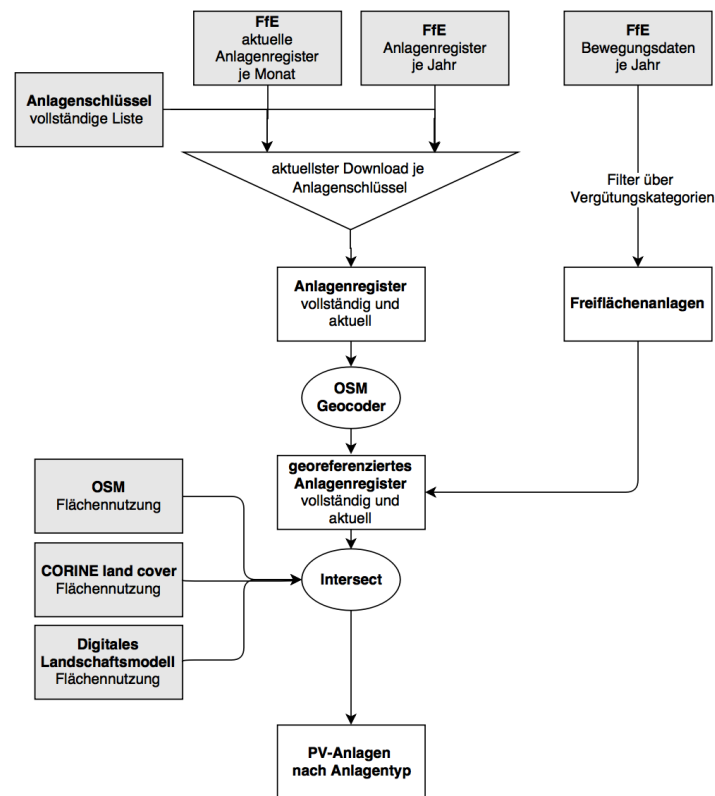 FfE
aktuelle
Anlagenregister
je Monat
FfE
Anlagenregister
je Jahr
FfE
Bewegungsdaten
je Jahr
Anlagenschlüssel
vollständige Liste
aktuellster Download je
Anlagenschlüssel
Filter über
Vergütungskategorien
Anlagenregister
vollständig und
aktuell
Freiflächenanlagen
OSM
Geocoder
georeferenziertes
Anlagenregister
vollständig und
aktuell
OSM
Flächennutzung
CORINE land cover
Flächennutzung
Intersect
Digitales
Landschaftsmodell
Flächennutzung
PV-Anlagen
nach Anlagentyp